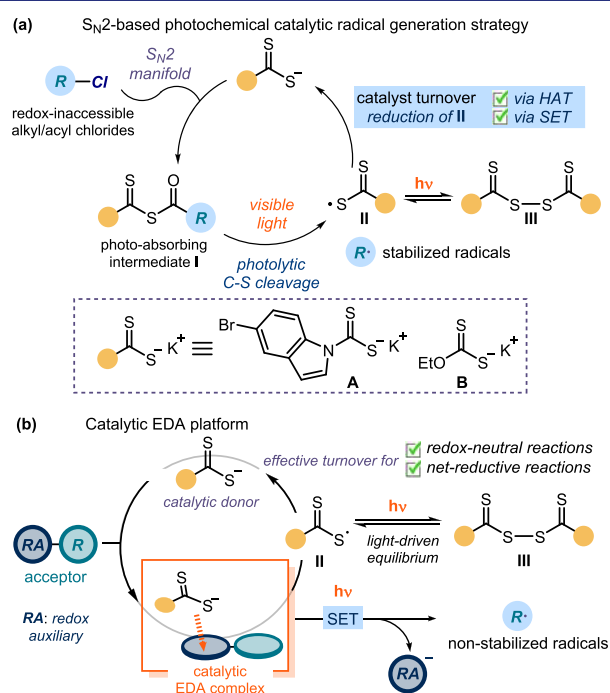 (a) SN2-based photochemical catalytic radical generation strategy
R Cl
SN2
manifold
redox-inaccessible
alkyl/acyl chlorides
S
S−
catalyst turnover
reduction of II
via HAT
via SET
S O
S R
photo-absorbing
intermediate I
visible
light
photolytic
C-S cleavage
S
• S
II
hν
S S
S S
III
R· stabilized radicals
S
S− K+
≡
Br
N
S
S− K+
A
S
EtO S− K+
B
(b) Catalytic EDA platform
S
S−
catalytic donor
effective turnover for
redox-neutral reactions
net-reductive reactions
RA R
acceptor
RA: redox
auxiliary
S
S·
II
hν
light-driven
equilibrium
S S
S S
III
S
S−
catalytic
EDA complex
hν
SET
RA −
R·
non-stabilized radicals